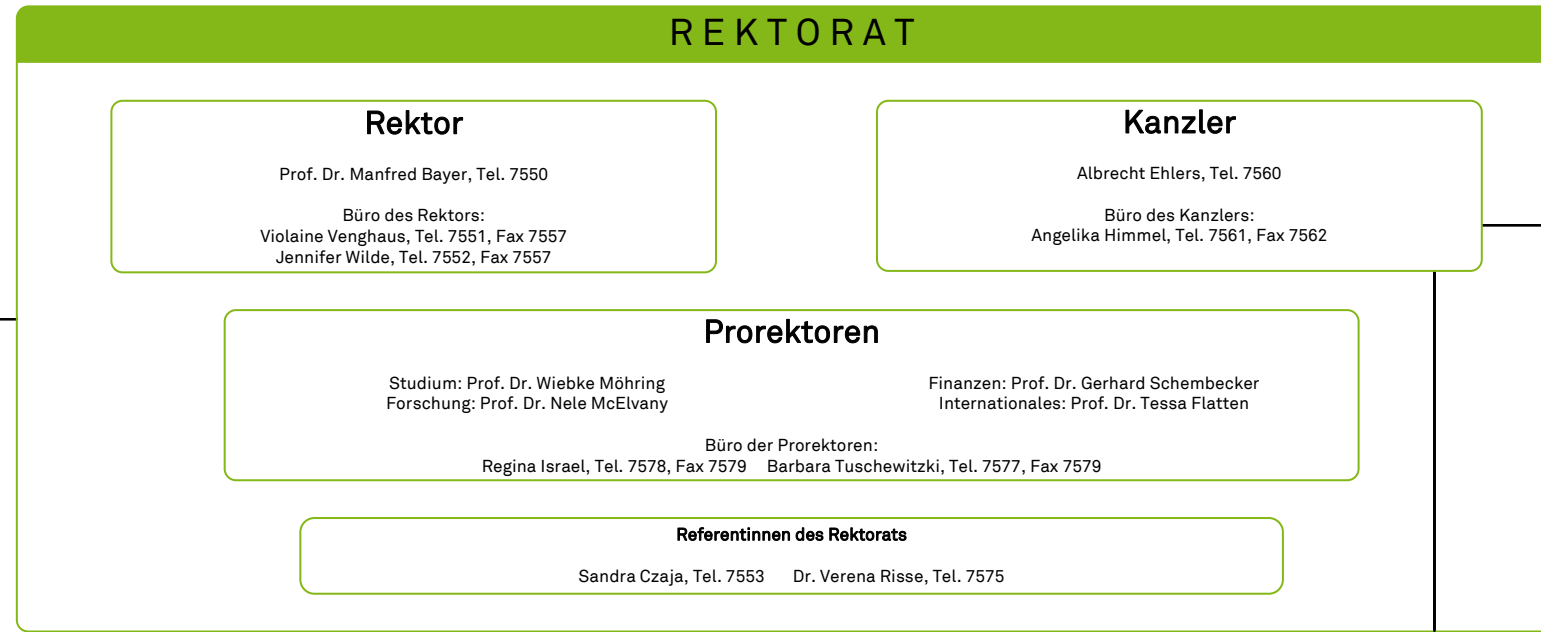 REKTORAT
Rektor
Prof. Dr. Manfred Bayer, Tel. 7550
Büro des Rektors:
Violaine Venghaus, Tel. 7551, Fax 7557
Jennifer Wilde, Tel. 7552, Fax 7557
Kanzler
Albrecht Ehlers, Tel. 7560
Büro des Kanzlers:
Angelika Himmel, Tel. 7561, Fax 7562
Prorektoren
Studium: Prof. Dr. Wiebke Möhring
Forschung: Prof. Dr. Nele McElvany
Finanzen: Prof. Dr. Gerhard Schembecker
Internationales: Prof. Dr. Tessa Flatten
Büro der Prorektoren:
Regina Israel, Tel. 7578, Fax 7579 Barbara Tuschewitzki, Tel. 7577, Fax 7579
Referentinnen des Rektorats
Sandra Czaja, Tel. 7553 Dr. Verena Risse, Tel. 7575